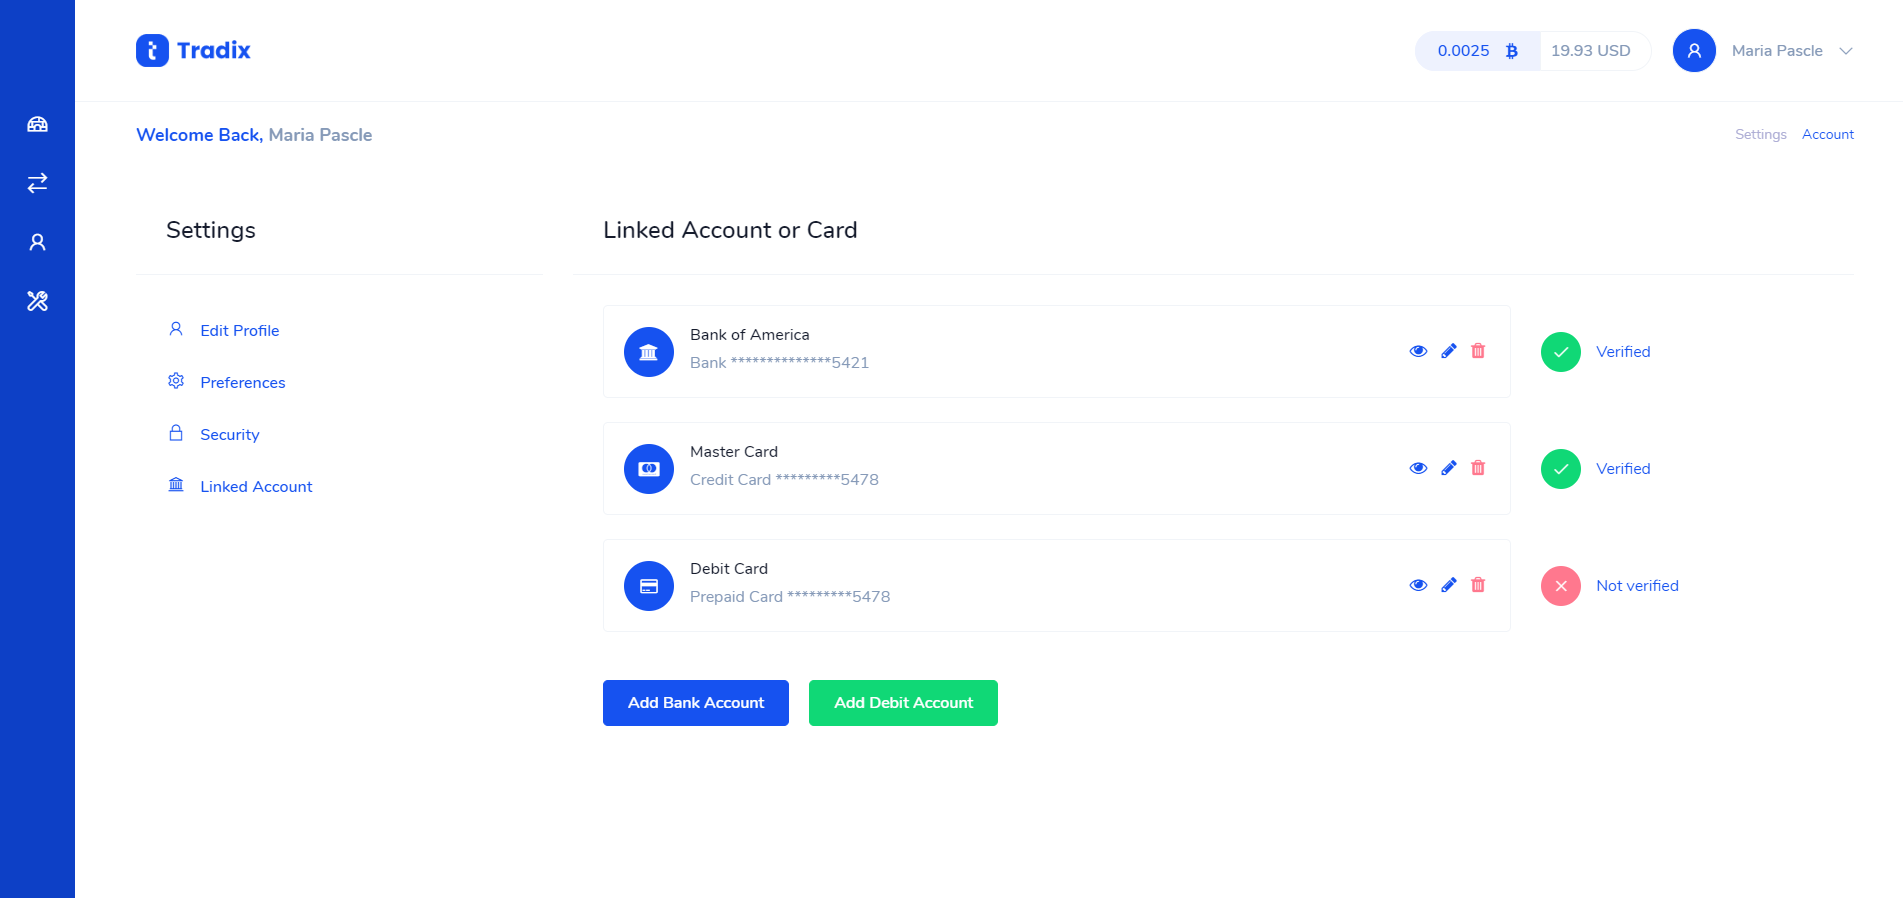 Tradix
0.0025 19.93 USD
Maria Pascle
Welcome Back, Maria Pascle
Settings Account
Settings
Edit Profile
Preferences
Security
Linked Account
Linked Account or Card
Bank of America
Bank **************5421
Verified
Master Card
Credit Card *********5478
Verified
Debit Card
Prepaid Card *********5478
Not verified
Add Bank Account
Add Debit Account